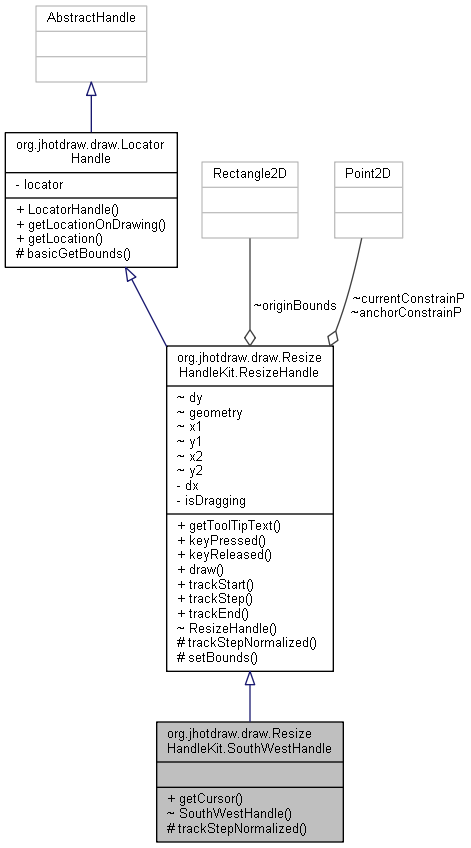 AbstractHandle
org.jhotdraw.draw.Locator
Handle
- locator
+ LocatorHandle()
+ getLocationOnDrawing()
+ getLocation()
# basicGetBounds()
Rectangle2D
Point2D
~originBounds
~currentConstrainP
~anchorConstrainP
org.jhotdraw.draw.Resize
HandleKit.ResizeHandle
~ dy
~ geometry
~ x1
~ y1
~ x2
~ y2
- dx
- isDragging
+ getToolTipText()
+ keyPressed()
+ keyReleased()
+ draw()
+ trackStart()
+ trackStep()
+ trackEnd()
~ ResizeHandle()
# trackStepNormalized()
# setBounds()
org.jhotdraw.draw.Resize
HandleKit.SouthWestHandle
+ getCursor()
~ SouthWestHandle()
# trackStepNormalized()